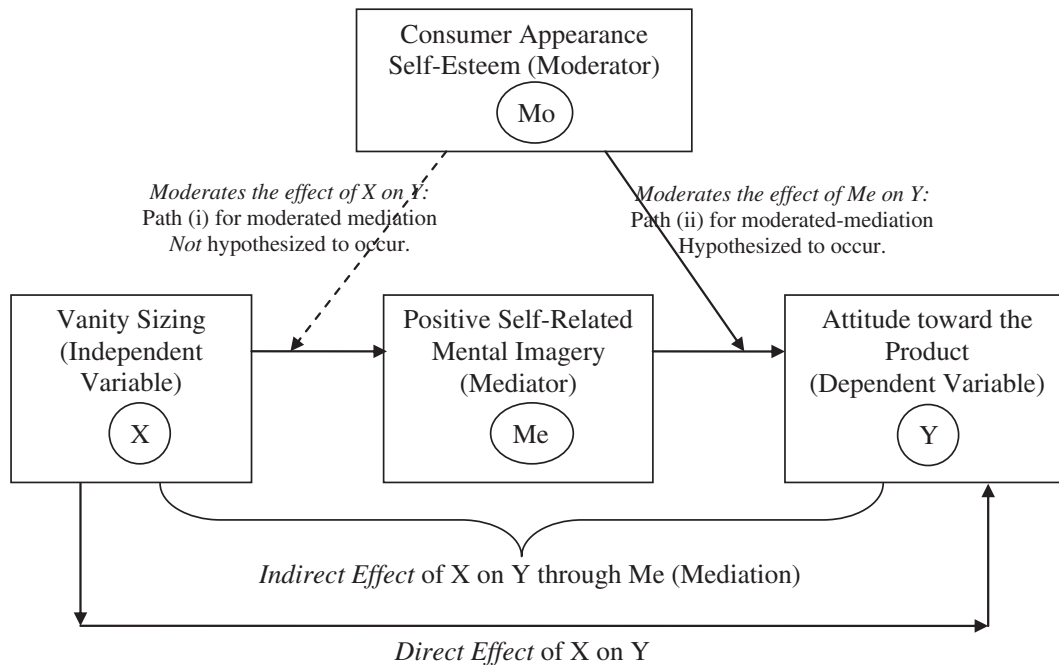 Consumer Appearance
Self-Esteem (Moderator)
Mo
Moderates the effect of X on Y:
Path (i) for moderated mediation
Not hypothesized to occur.
Moderates the effect of Me on Y:
Path (ii) for moderated-mediation
Hypothesized to occur.
Vanity Sizing
(Independent
Variable)
X
Positive Self-Related
Mental Imagery
(Mediator)
Me
Attitude toward the
Product
(Dependent Variable)
Y
Indirect Effect of X on Y through Me (Mediation)
Direct Effect of X on Y